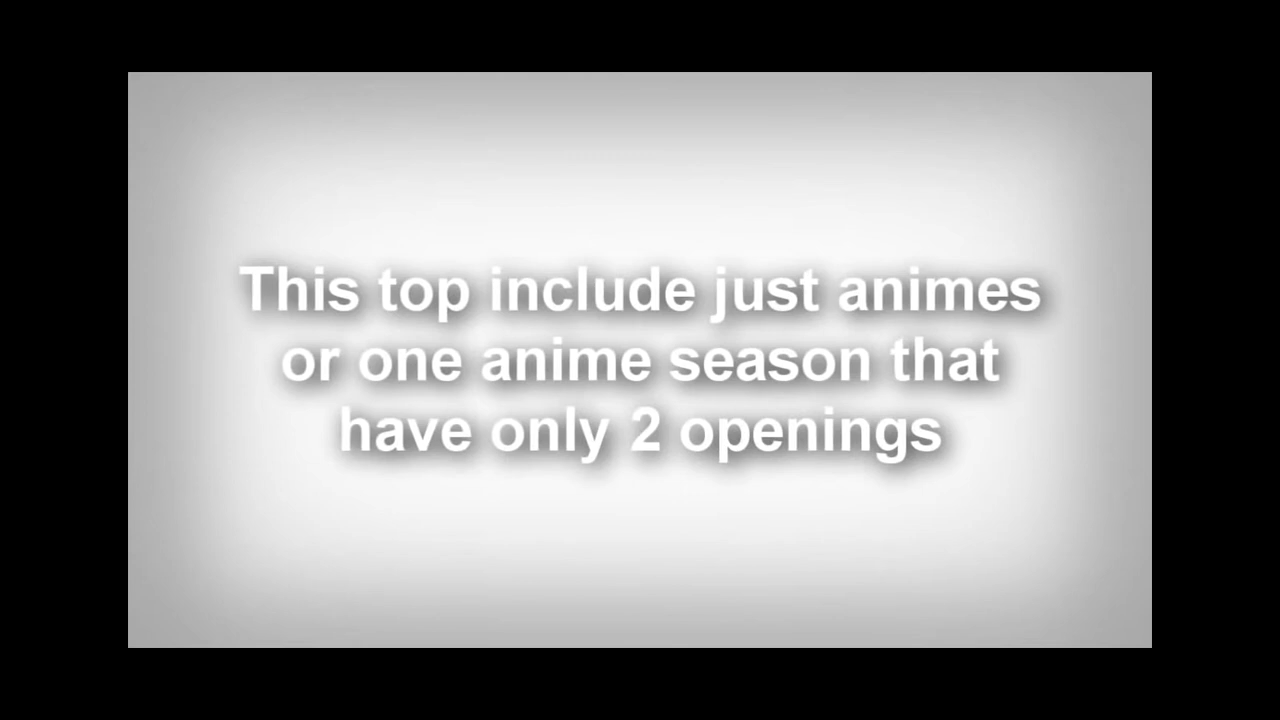 This top include just animes
or one anime season that
have only 2 openings